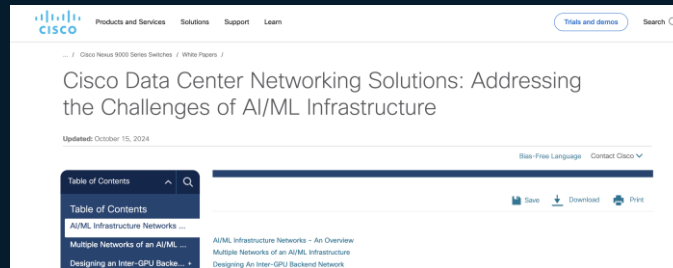 CISCO
Products and Services Solutions Support Learn
Trials and demos Search
... / Cisco Nexus 9000 Series Switches / White Papers /
Cisco Data Center Networking Solutions: Addressing
the Challenges of AI/ML Infrastructure
Updated: October 15, 2024
Bias-Free Language Contact Cisco
Table of Contents
Save Download Print
Table of Contents
AI/ML Infrastructure Networks ...
Multiple Networks of an AI/ML ...
Designing an Inter-GPU Backe... +
AI/ML Infrastructure Networks – An Overview
Multiple Networks of an AI/ML Infrastructure
Designing An Inter-GPU Backend Network